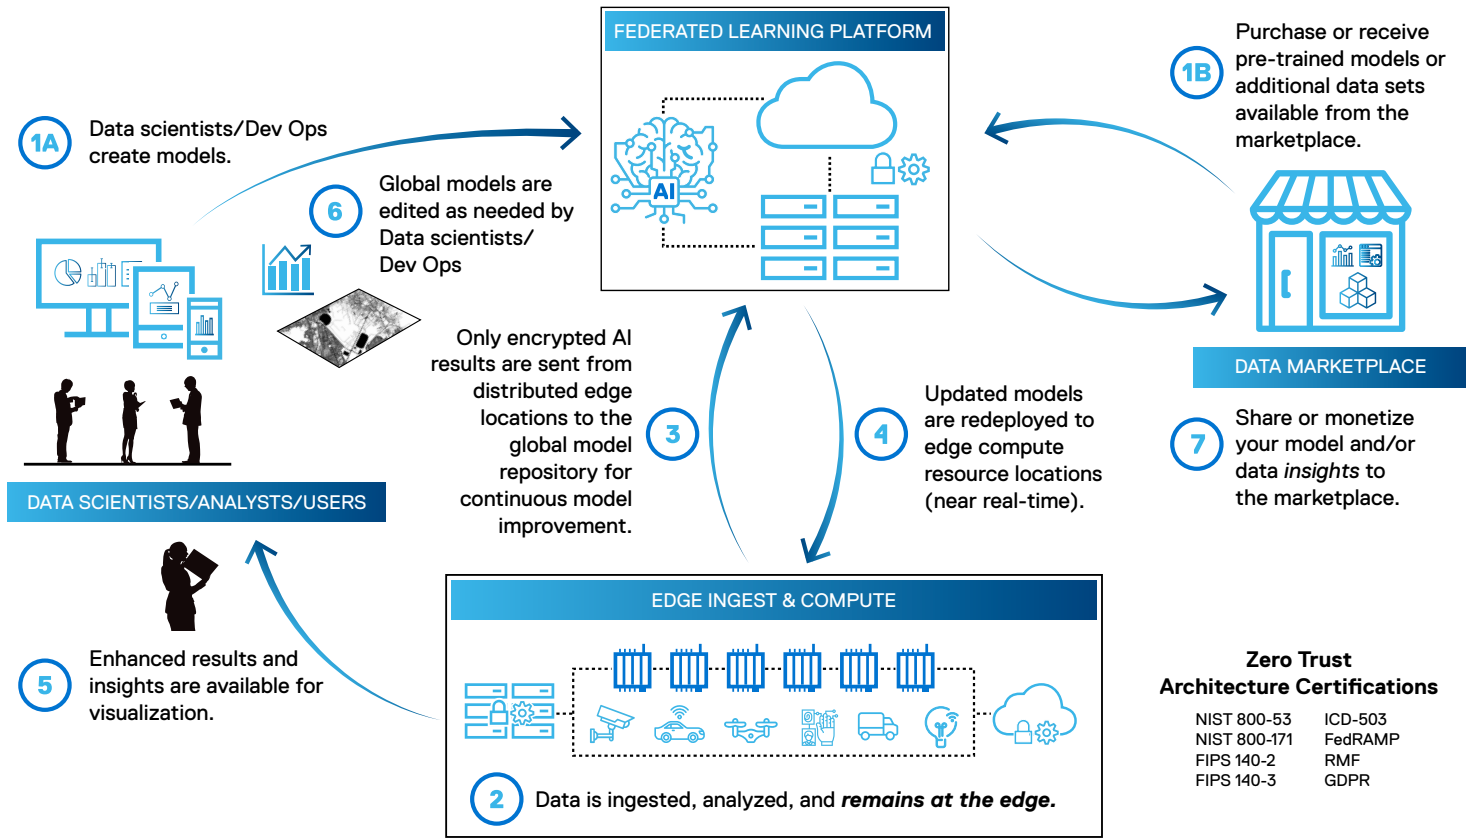 FEDERATED LEARNING PLATFORM
AI
1A
Data scientists/Dev Ops
create models.
1B
Purchase or receive
pre-trained models or
additional data sets
available from the
marketplace.
6
Global models are
edited as needed by
Data scientists/
Dev Ops
Only encrypted AI
results are sent from
distributed edge
locations to the
global model
repository for
continuous model
improvement.
3
4
Updated models
are redeployed to
edge compute
resource locations
(near real-time).
DATA MARKETPLACE
7
Share or monetize
your model and/or
data insights to
the marketplace.
DATA SCIENTISTS/ANALYSTS/USERS
5
Enhanced results and
insights are available for
visualization.
EDGE INGEST & COMPUTE
2
Data is ingested, analyzed, and remains at the edge.
Zero Trust
Architecture Certifications
NIST 800-53
NIST 800-171
FIPS 140-2
FIPS 140-3
ICD-503
FedRAMP
RMF
GDPR